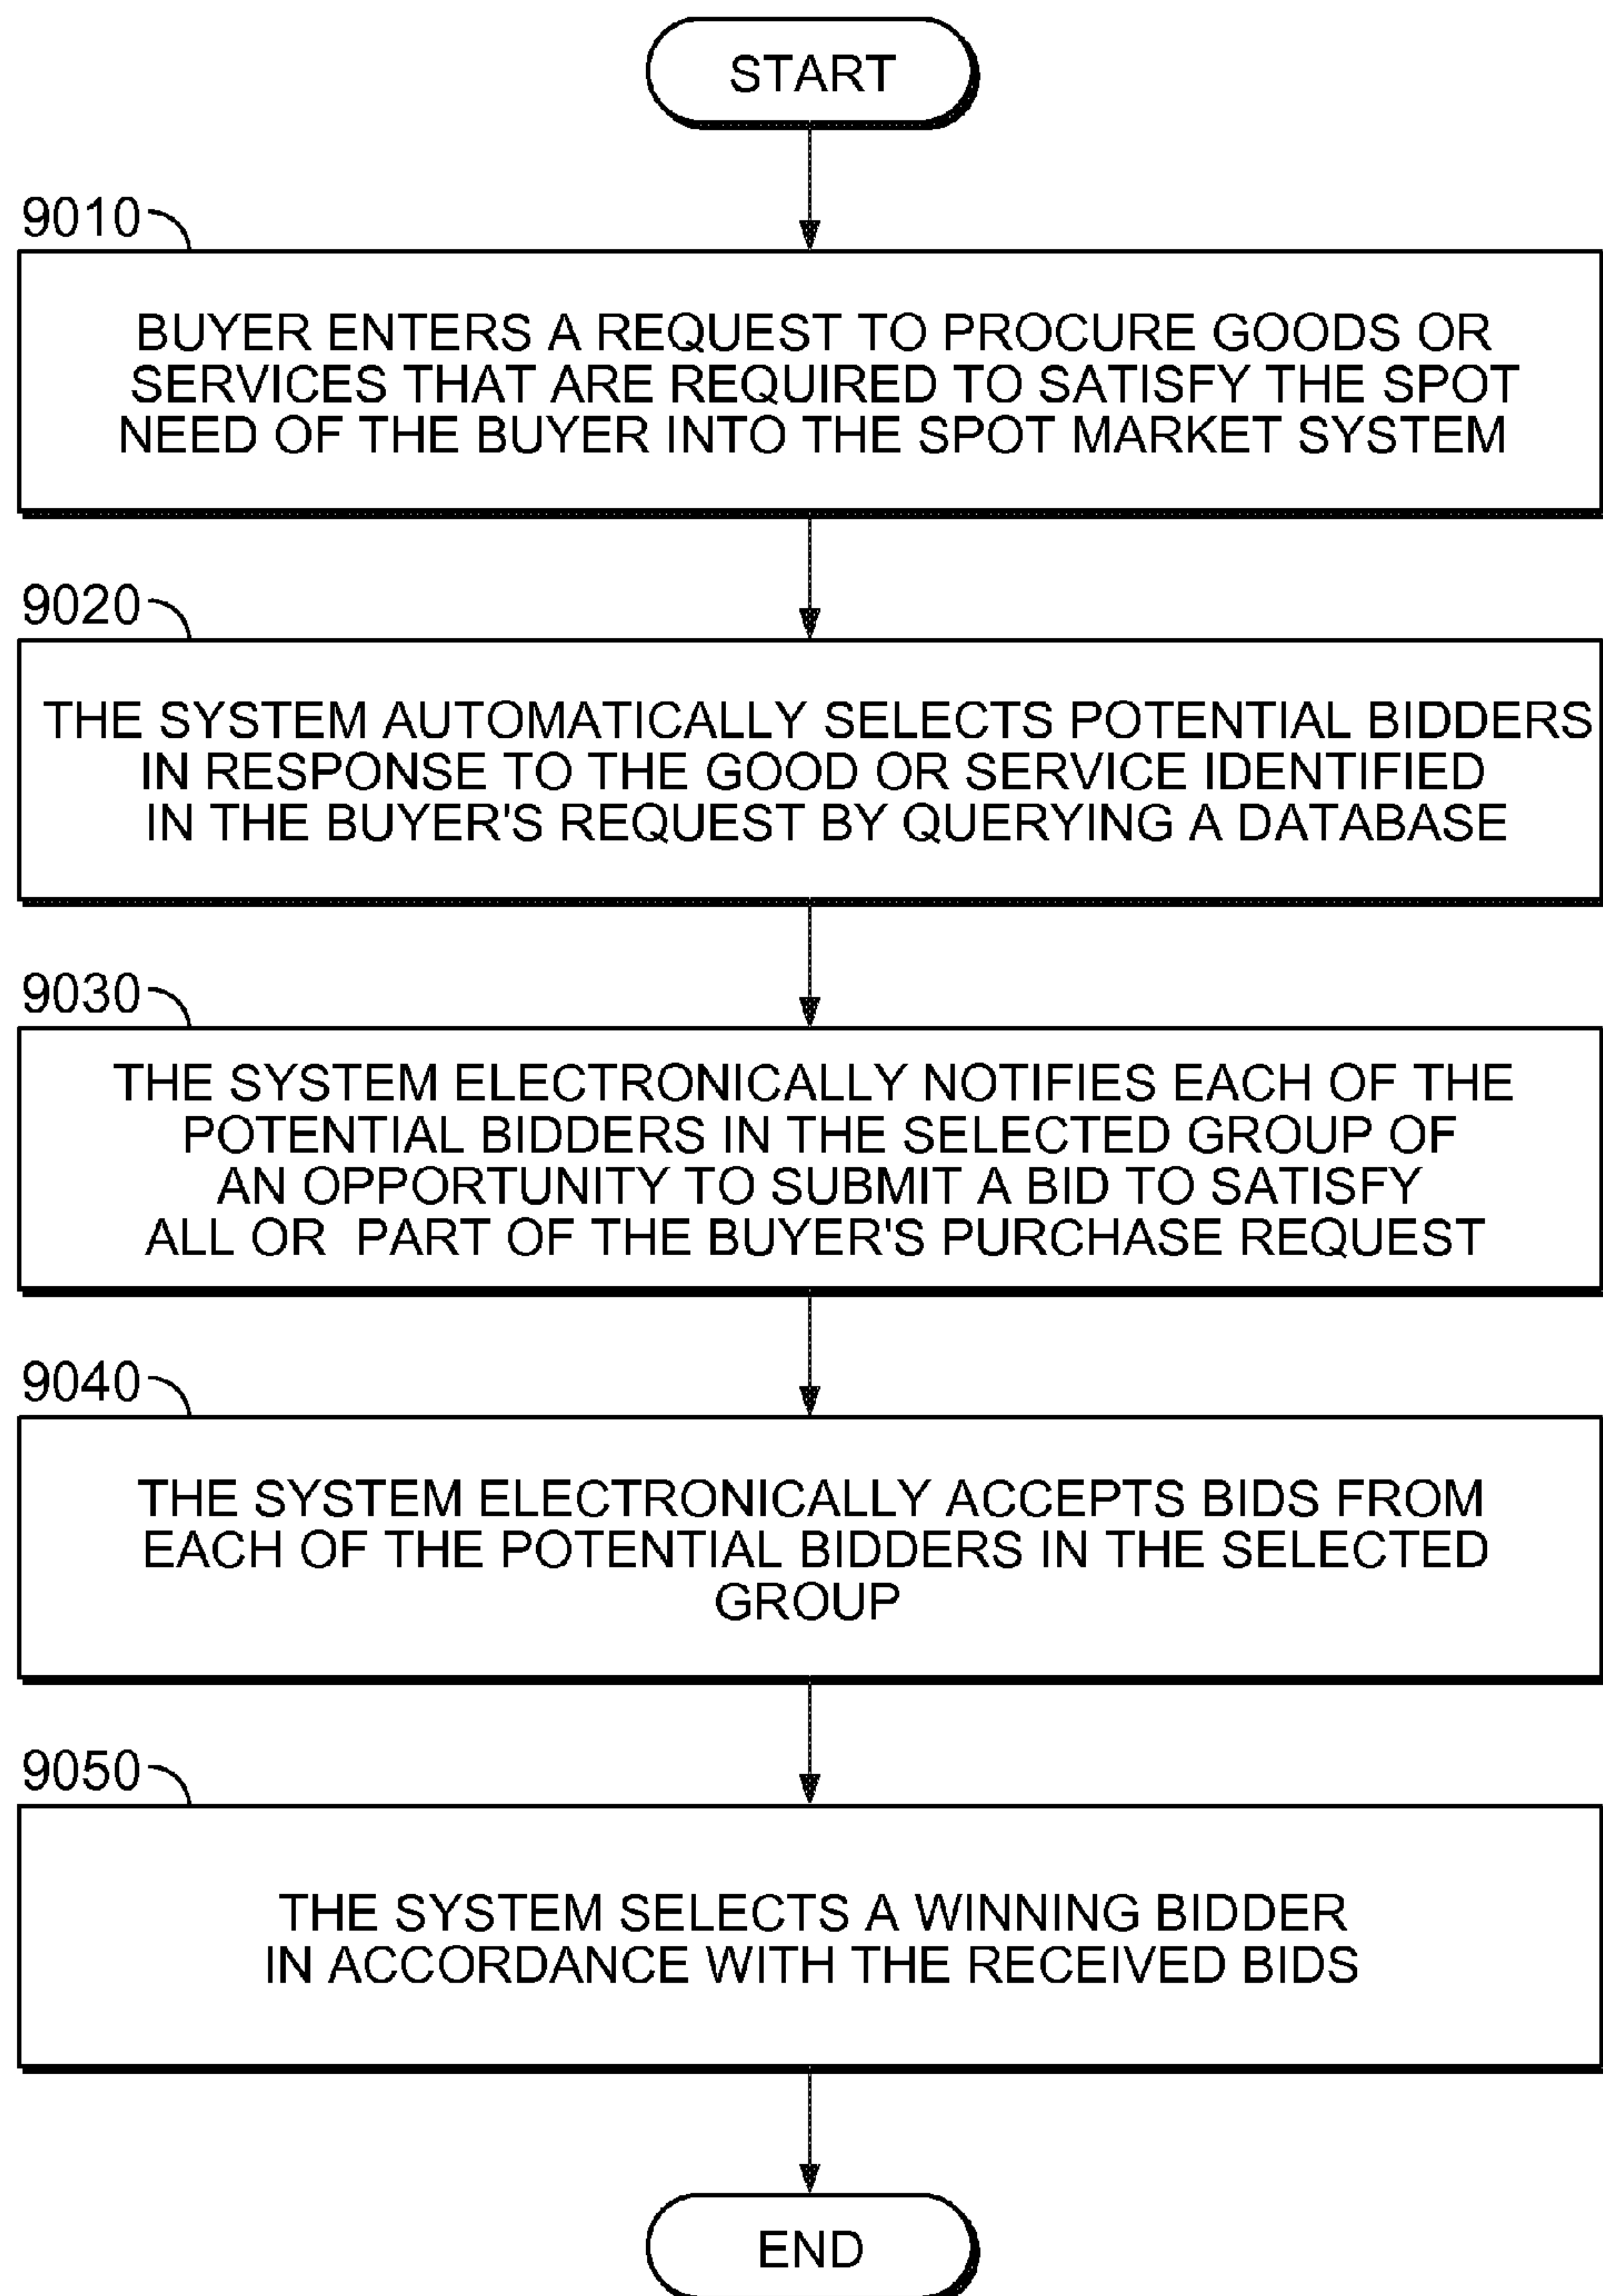 START
9010
BUYER ENTERS A REQUEST TO PROCURE GOODS OR
SERVICES THAT ARE REQUIRED TO SATISFY THE SPOT
NEED OF THE BUYER INTO THE SPOT MARKET SYSTEM
9020
THE SYSTEM AUTOMATICALLY SELECTS POTENTIAL BIDDERS
IN RESPONSE TO THE GOOD OR SERVICE IDENTIFIED
IN THE BUYER'S REQUEST BY QUERYING A DATABASE
9030
THE SYSTEM ELECTRONICALLY NOTIFIES EACH OF THE
POTENTIAL BIDDERS IN THE SELECTED GROUP OF
AN OPPORTUNITY TO SUBMIT A BID TO SATISFY
ALL OR PART OF THE BUYER'S PURCHASE REQUEST
9040
THE SYSTEM ELECTRONICALLY ACCEPTS BIDS FROM
EACH OF THE POTENTIAL BIDDERS IN THE SELECTED
GROUP
9050
THE SYSTEM SELECTS A WINNING BIDDER
IN ACCORDANCE WITH THE RECEIVED BIDS
END